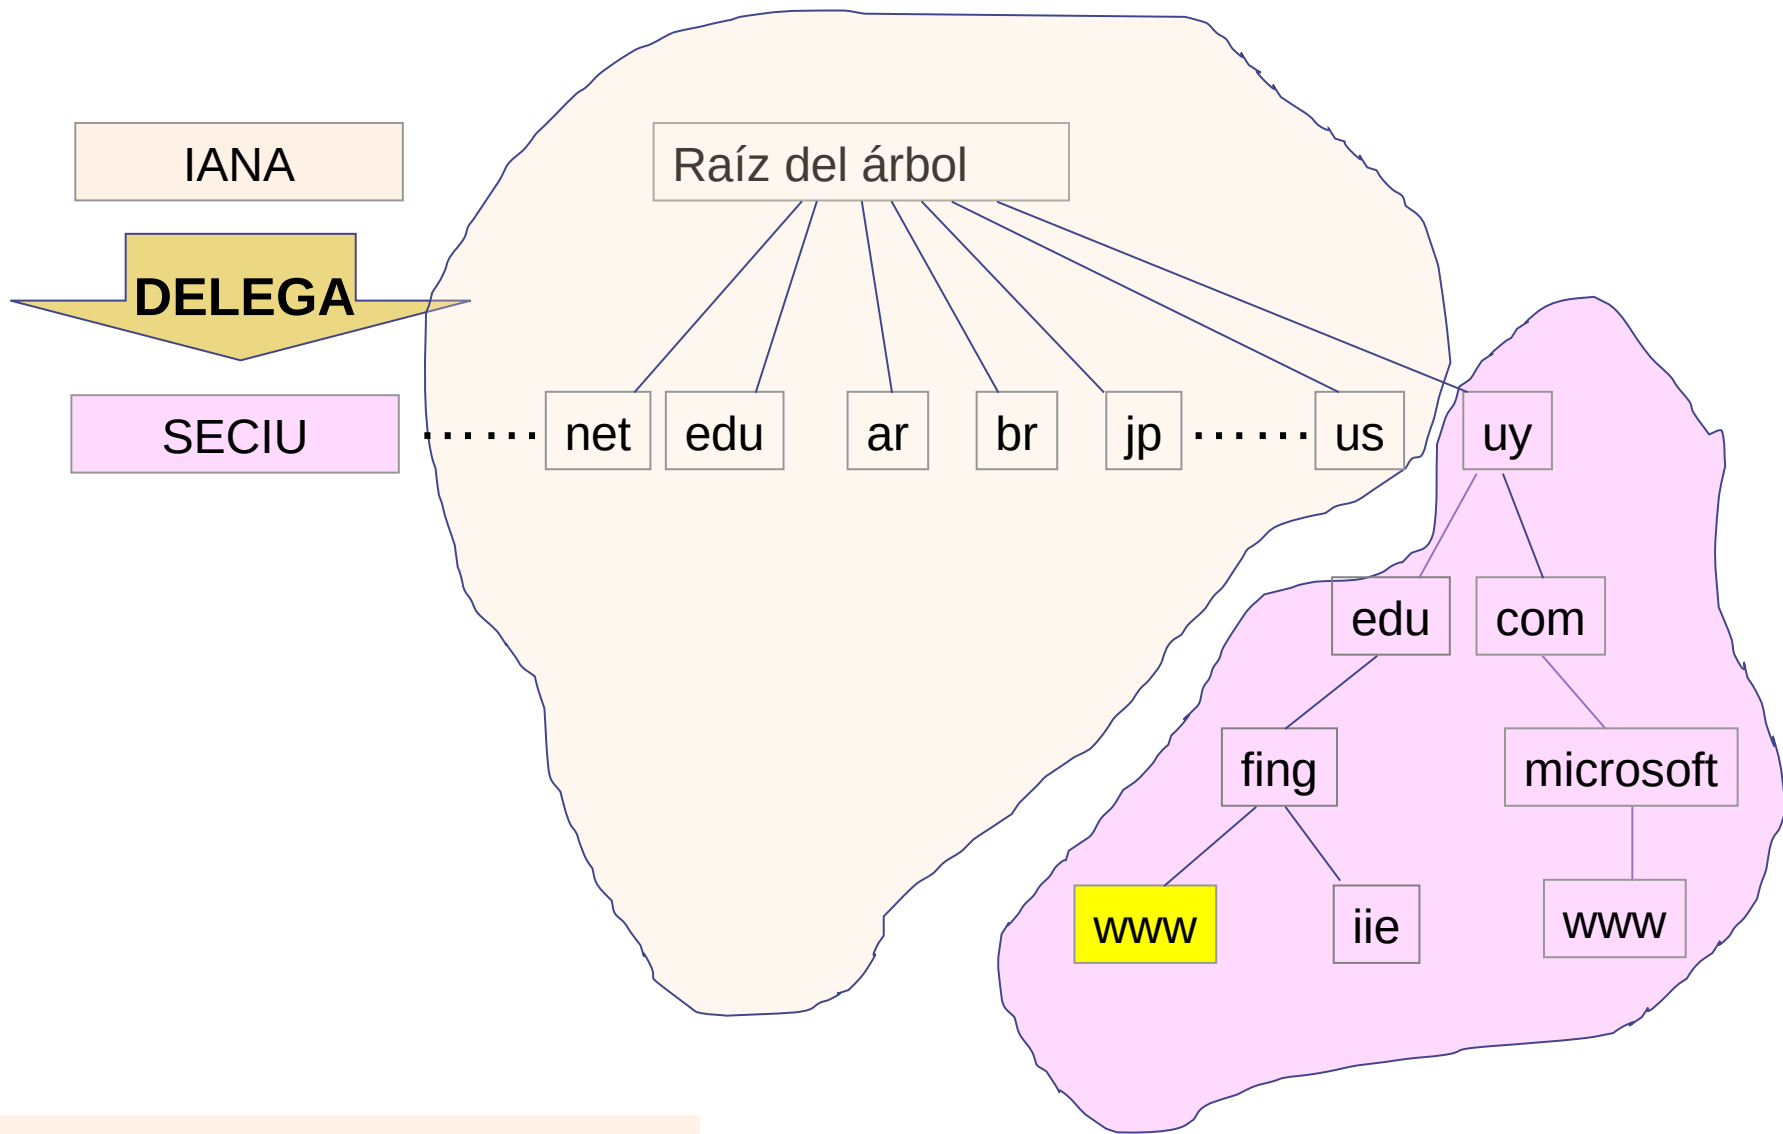 IANA
Raíz del árbol
DELEGA
SECIU
...... net edu ar br jp ...... us uy
edu com
fing microsoft
www iie www